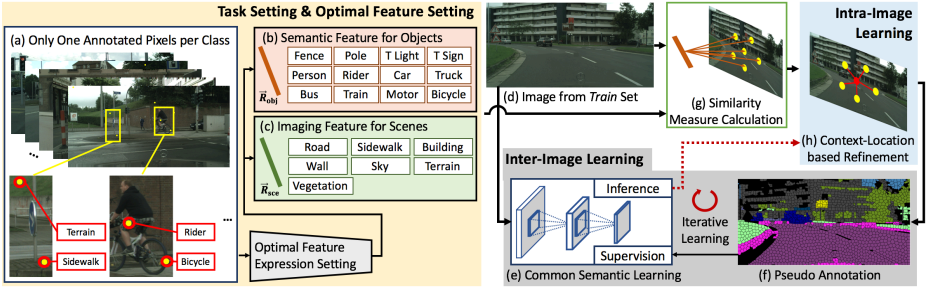 Task Setting & Optimal Feature Setting
(a) Only One Annotated Pixels per Class
...
...
Terrain
Sidewalk
Rider
Bicycle
(b) Semantic Feature for Objects
Fence Pole T Light T Sign
Person Rider Car Truck
Bus Train Motor Bicycle
R obj
(c) Imaging Feature for Scenes
Road Sidewalk Building
Wall Sky Terrain
Vegetation
R sce
Optimal Feature
Expression Setting
(d) Image from Train Set
(g) Similarity
Measure Calculation
Intra-Image
Learning
(h) Context-Location
based Refinement
Inter-Image Learning
Inference
Supervision
(e) Common Semantic Learning
Iterative
Learning
(f) Pseudo Annotation